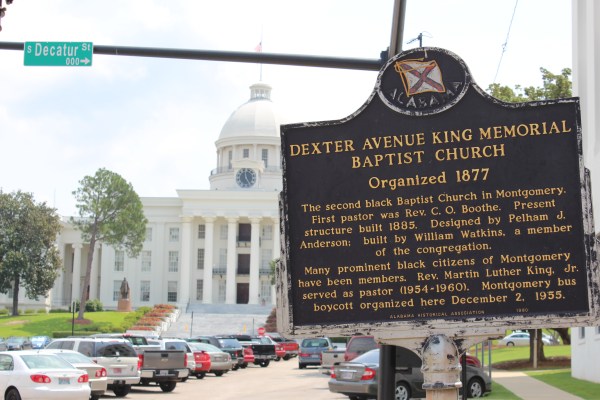 S Decatur St
000→
ALABAMA
DEXTER AVENUE KING MEMORIAL
BAPTIST CHURCH
Organized 1877
The second black Baptist Church in Montgomery.
First pastor was Rev. C. O. Boothe. Present
structure built 1885. Designed by Pelham J.
Anderson; built by William Watkins, a member
of the congregation.
Many prominent black citizens of Montgomery
have been members. Rev. Martin Luther King, Jr.
served as pastor (1954-1960). Montgomery bus
boycott organized here December 2, 1955.
ALABAMA HISTORICAL ASSOCIATION 1980